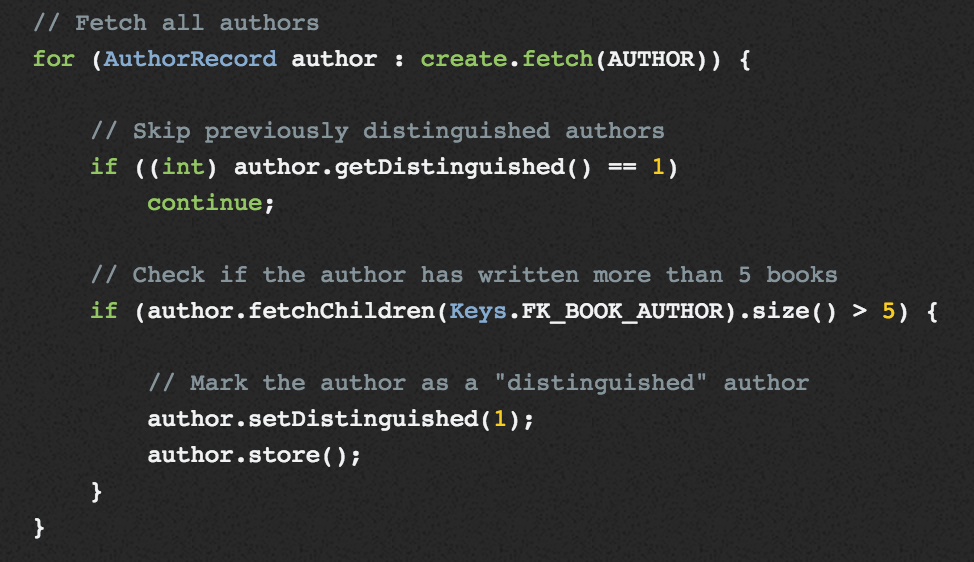 // Fetch all authors
for (AuthorRecord author : create.fetch(AUTHOR)) {
// Skip previously distinguished authors
if ((int) author.getDistinguished() == 1)
continue;
// Check if the author has written more than 5 books
if (author.fetchChildren(Keys.FK_BOOK_AUTHOR).size() > 5) {
// Mark the author as a "distinguished" author
author.setDistinguished(1);
author.store();
}
}